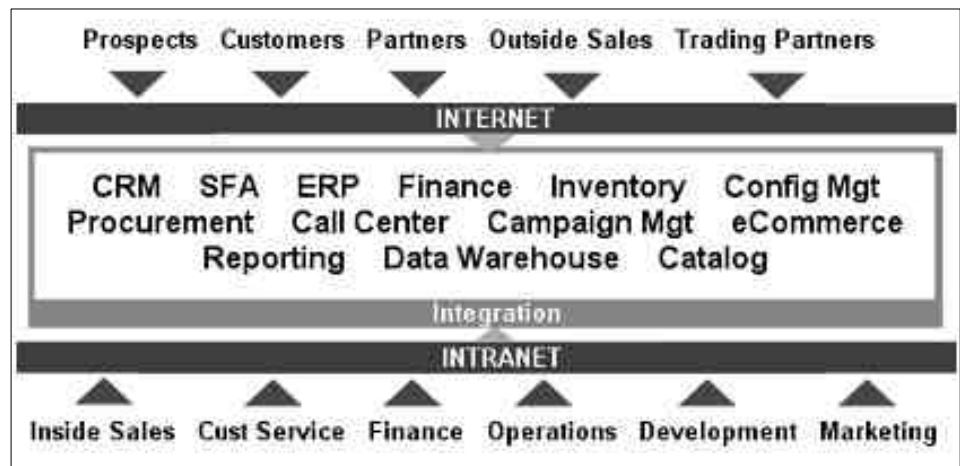 Prospects Customers Partners Outside Sales Trading Partners
INTERNET
CRM SFA ERP Finance Inventory Config Mgt
Procurement Call Center Campaign Mgt eCommerce
Reporting Data Warehouse Catalog
Integration
INTRANET
Inside Sales Cust Service Finance Operations Development Marketing